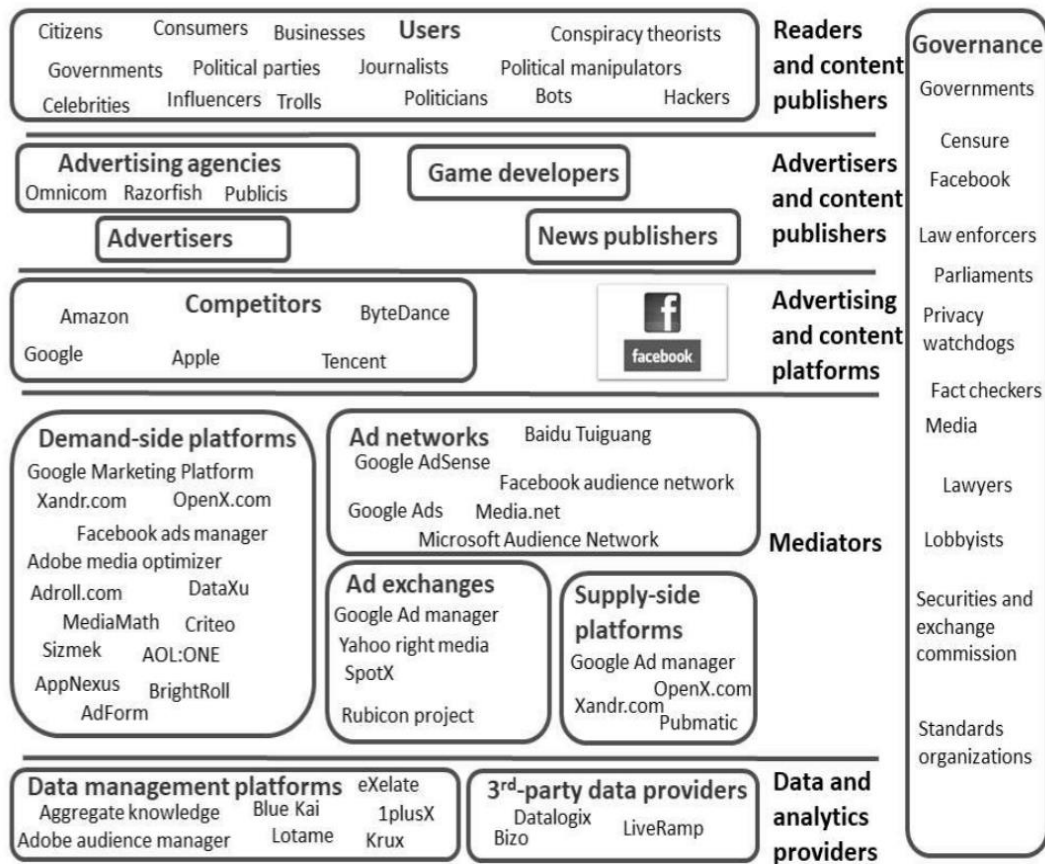 Citizens Consumers Businesses Users Conspiracy theorists
Governments Political parties Journalists Political manipulators
Celebrities Influencers Trolls Politicians Bots Hackers
Readers
and content
publishers
Advertising agencies
Omnicom Razorfish Publicis
Game developers
Advertisers
News publishers
Advertisers
and content
publishers
Competitors
Amazon ByteDance
Google Apple Tencent
f
facebook
Advertising
and content
platforms
Demand-side platforms
Google Marketing Platform
Xandr.com OpenX.com
Facebook ads manager
Adobe media optimizer
Adroll.com DataXu
MediaMath Criteo
Sizmek AOL:ONE
AppNexus BrightRoll
AdForm
Ad networks Baidu Tuiguang
Google AdSense
Facebook audience network
Google Ads Media.net
Microsoft Audience Network
Ad exchanges
Google Ad manager
Yahoo right media
SpotX
Rubicon project
Supply-side
platforms
Google Ad manager
OpenX.com
Xandr.com
Pubmatic
Mediators
Data management platforms eXelate
Aggregate knowledge Blue Kai 1plusX
Adobe audience manager Lotame Krux
3rd-party data providers
Datalogix LiveRamp
Bizo
Data and
analytics
providers
Governance
Governments
Censure
Facebook
Law enforcers
Parliaments
Privacy
watchdogs
Fact checkers
Media
Lawyers
Lobbyists
Securities and
exchange
commission
Standards
organizations